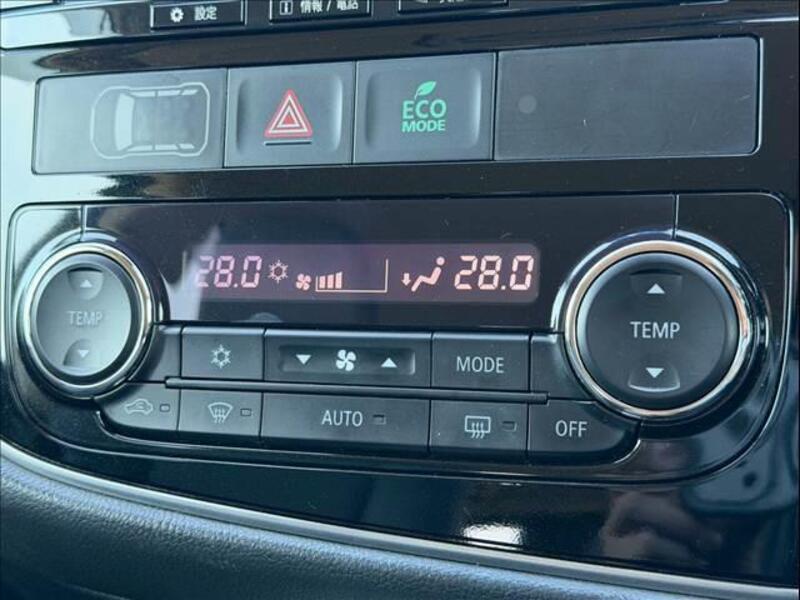 設定
情報 / 電話
ECO
MODE
28.0
28.0
TEMP
TEMP
MODE
AUTO
OFF